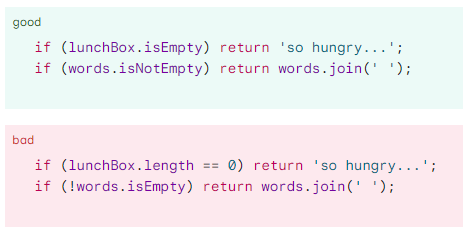 good
if (lunchBox.isEmpty) return 'so hungry...';
if (words.isNotEmpty) return words.join(' ');
bad
if (lunchBox.length == 0) return 'so hungry...';
if (!words.isEmpty) return words.join(' ');